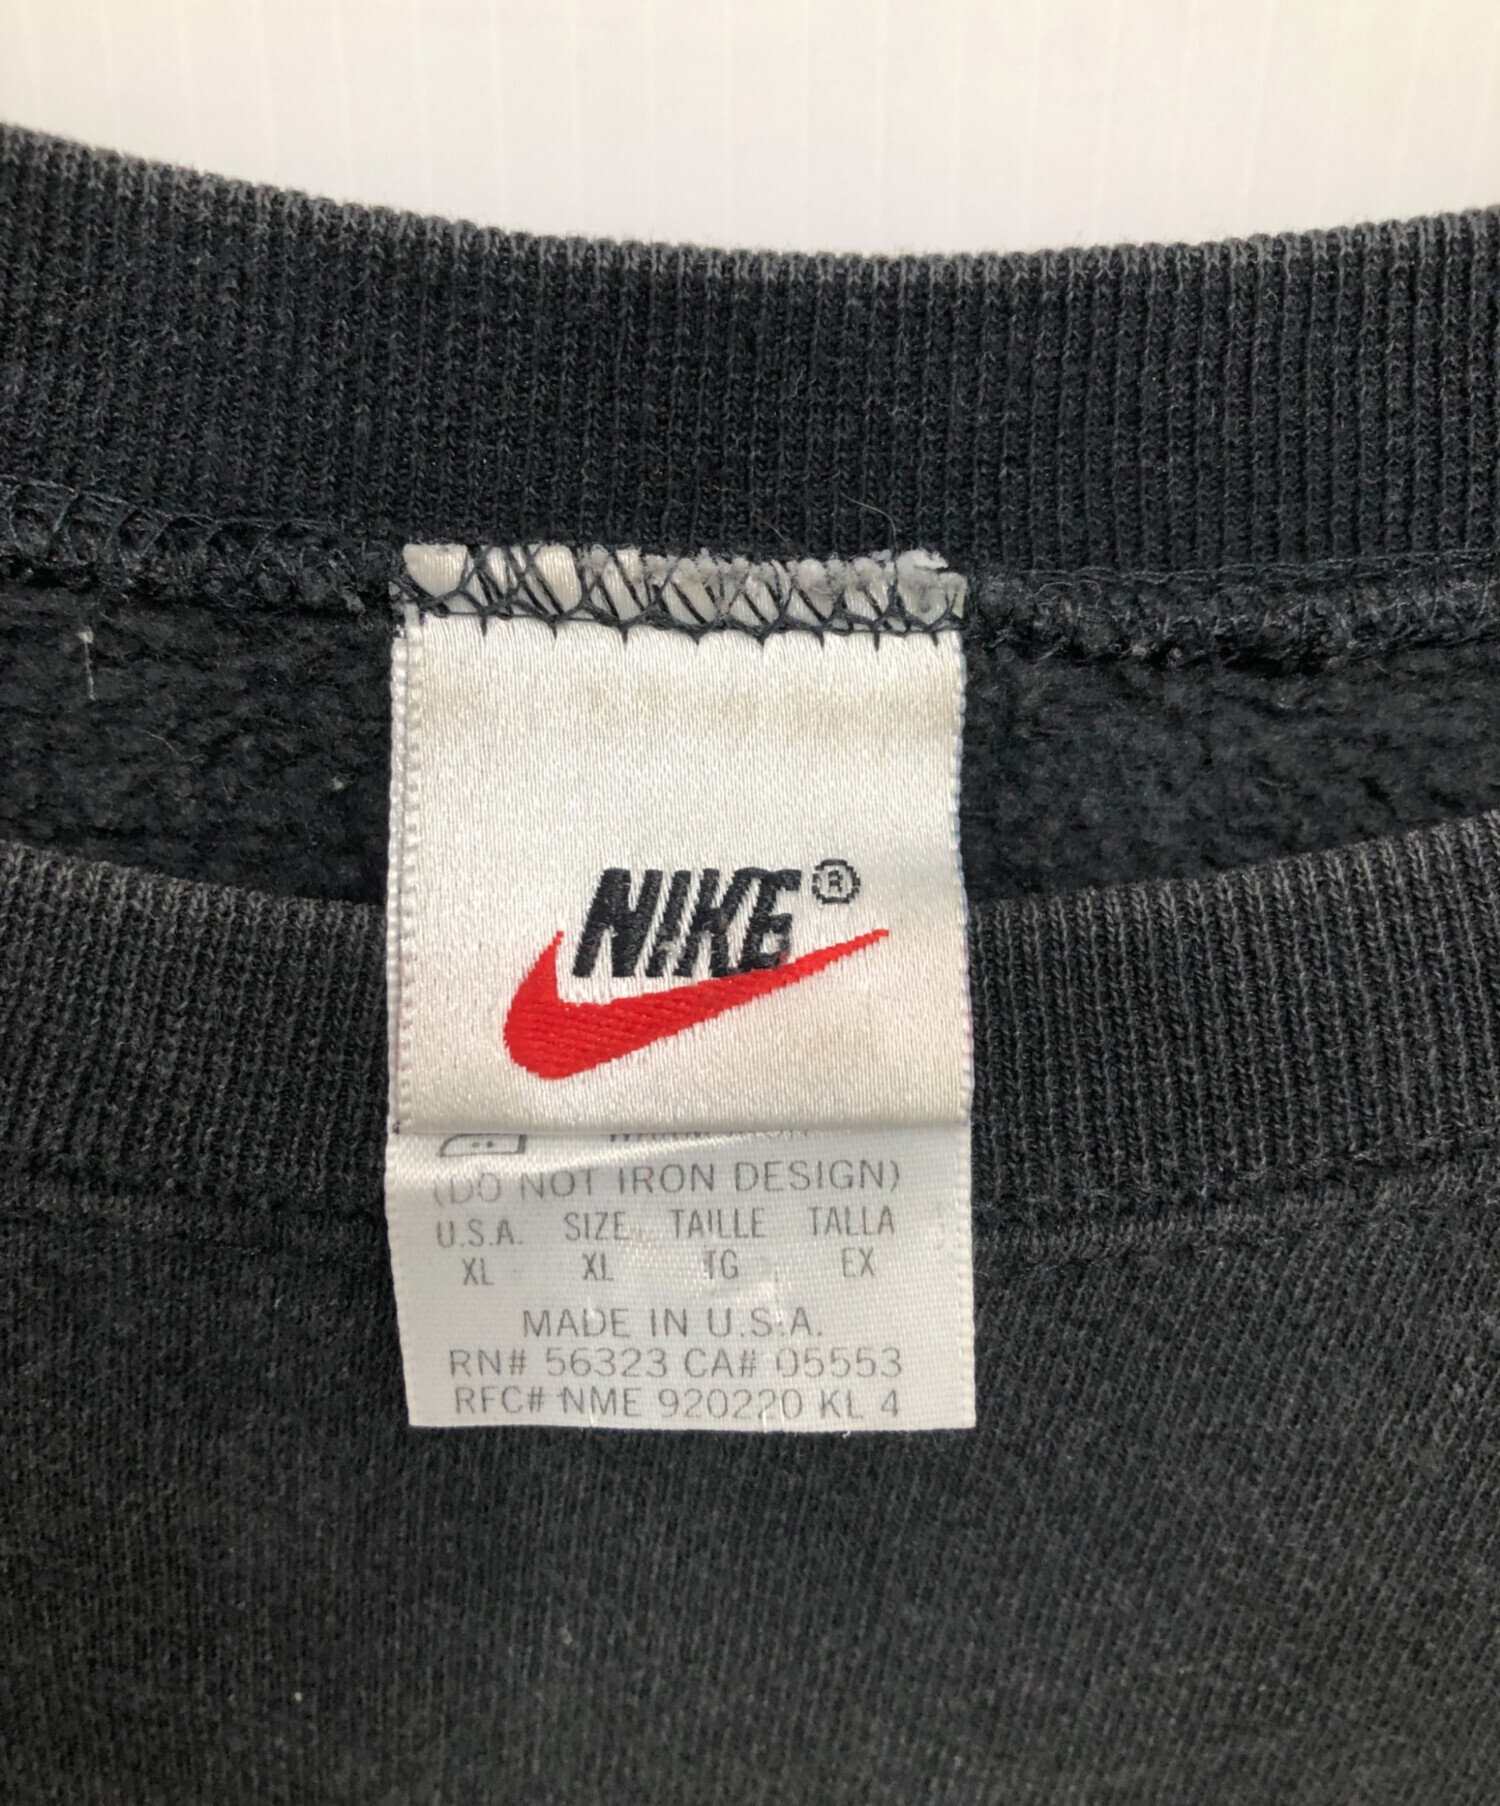 NIKE®
(DO NOT IRON DESIGN)
U.S.A. SIZE TAILLE TALLA
XL XL TG EX
MADE IN U.S.A.
RN# 56323 CA# 05553
RFC# NME 920220 KL 4